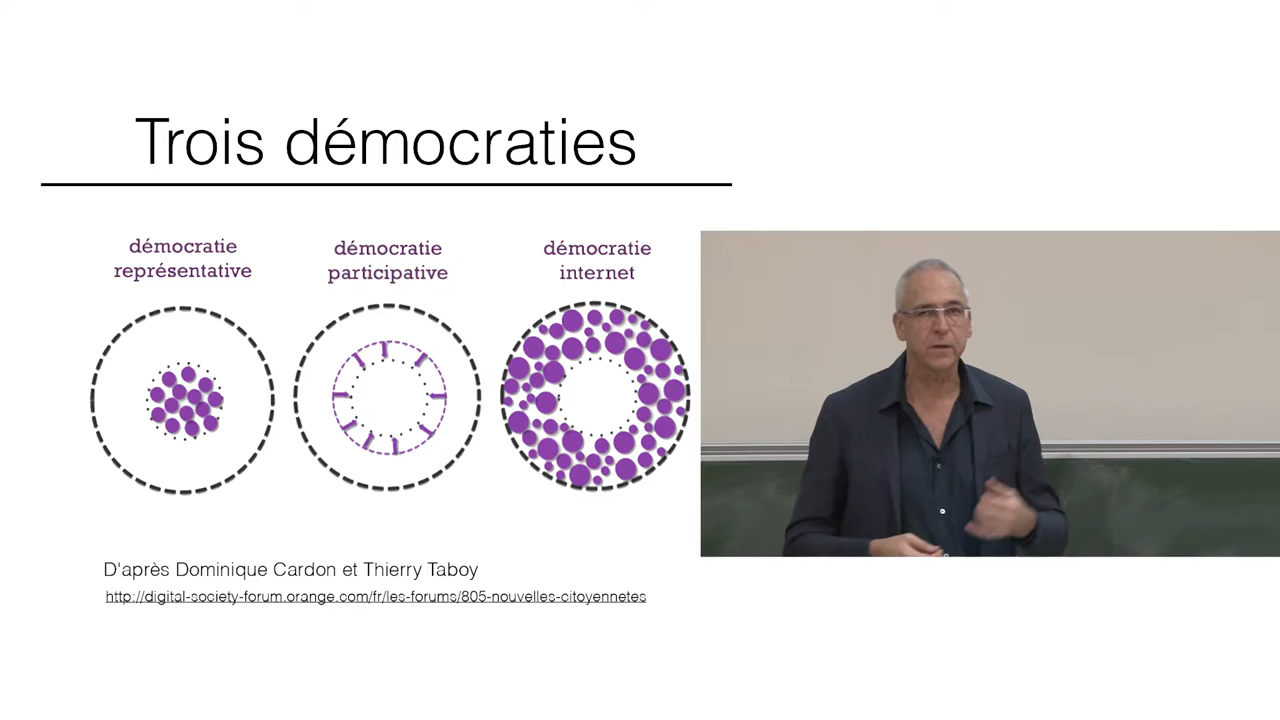 Trois démocraties
démocratie
représentative
démocratie
participative
démocratie
internet
D'après Dominique Cardon et Thierry Taboy
http://digital-society-forum.orange.com/fr/les-forums/805-nouvelles-citoyennetes